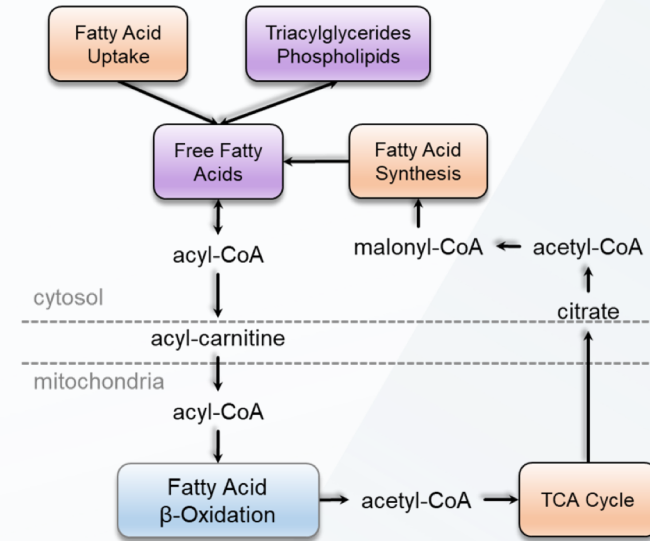 Fatty Acid
Uptake
Triacylglycerides
Phospholipids
Free Fatty
Acids
Fatty Acid
Synthesis
acyl-CoA
malonyl-CoA
acetyl-CoA
cytosol
citrate
acyl-carnitine
mitochondria
acyl-CoA
Fatty Acid
β-Oxidation
acetyl-CoA
TCA Cycle